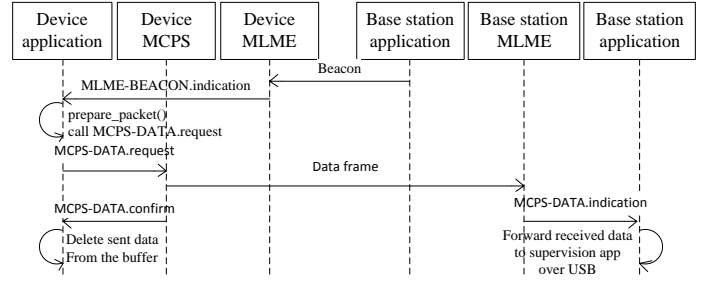 Device
application
Device
MCPS
Device
MLME
Base station
application
Base station
MLME
Base station
application
Beacon
MLME-BEACON.indication
prepare_packet()
call MCPS-DATA.request
MCPS-DATA.request
Data frame
MCPS-DATA.confirm
MCPS-DATA.indication
Delete sent data
From the buffer
Forward received data
to supervision app
over USB